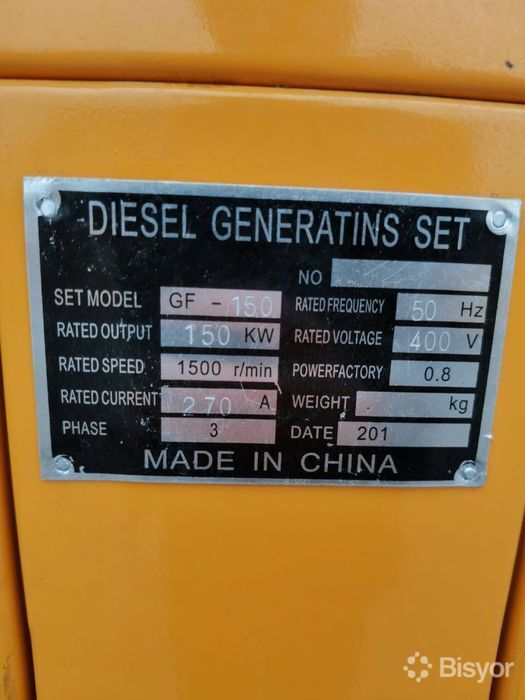 DIESEL GENERATINS SET
NO
SET MODEL GF - 150 RATED FREQUENCY 50 Hz
RATED OUTPUT 150 KW RATED VOLTAGE 400 V
RATED SPEED 1500 r/min POWERFACTORY 0.8
RATED CURRENT 270 A WEIGHT kg
PHASE 3 DATE 201
MADE IN CHINA
Bisyor